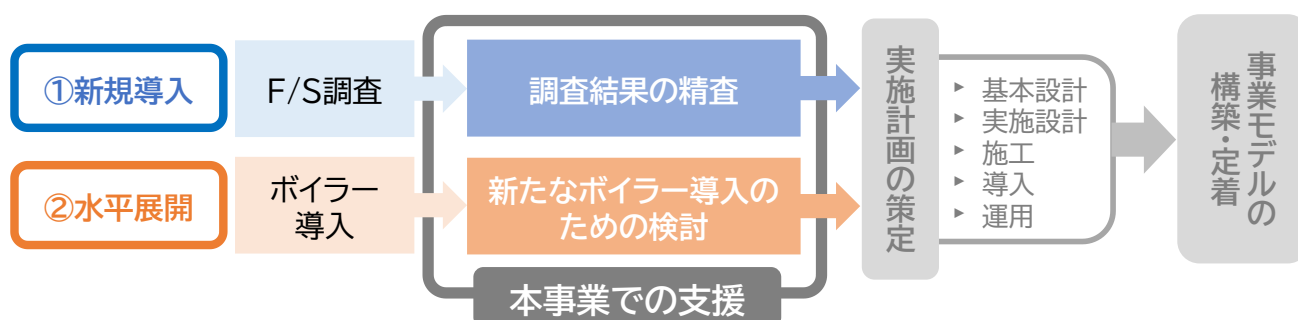 ①新規導入
F/S調査
調査結果の精査
②水平展開
ボイラー
導入
新たなボイラー導入の
ための検討
本事業での支援
実施計画の策定
▸ 基本設計
▸ 実施設計
▸ 施工
▸ 導入
▸ 運用
事業モデルの
構築・定着